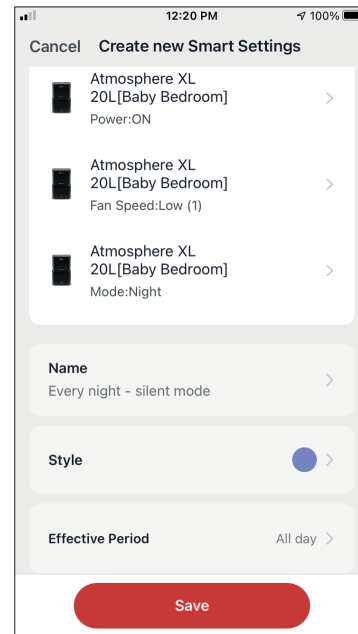 12:20 PM
100%
Cancel Create new Smart Settings
Atmosphere XL
20L[Baby Bedroom]
Power:ON
Atmosphere XL
20L[Baby Bedroom]
Fan Speed:Low (1)
Atmosphere XL
20L[Baby Bedroom]
Mode:Night
Name
Every night - silent mode
Style
Effective Period All day
Save